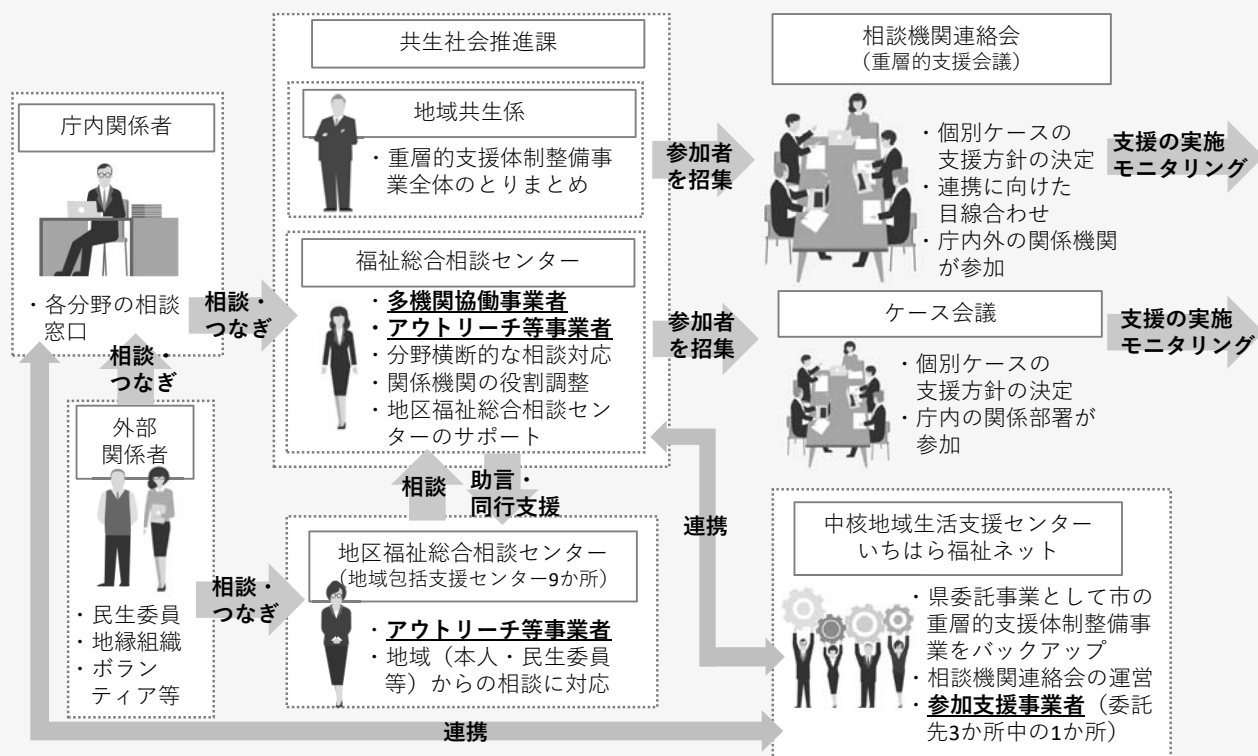 庁内関係者
・各分野の相談
窓口
相談・
つなぎ
外部
関係者
・民生委員
・地縁組織
・ボラン
ティア等
相談・
つなぎ
相談・
つなぎ
共生社会推進課
地域共生係
・重層的支援体制整備事
業全体のとりまとめ
福祉総合相談センター
・多機関協働事業者
・アウトリーチ等事業者
・分野横断的な相談対応
・関係機関の役割調整
・地区福祉総合相談セン
ターのサポート
相談
助言・
同行支援
地区福祉総合相談センター
(地域包括支援センター9か所)
・アウトリーチ等事業者
・地域(本人・民生委員
等)からの相談に対応
参加者
を招集
参加者
を招集
相談機関連絡会
(重層的支援会議)
・個別ケースの
支援方針の決定
・連携に向けた
目線合わせ
・庁内外の関係機関
が参加
支援の実施
モニタリング
ケース会議
・個別ケースの
支援方針の決定
・庁内の関係部署が
参加
支援の実施
モニタリング
連携
中核地域生活支援センター
いちはら福祉ネット
・県委託事業として市の
重層的支援体制整備事
業をバックアップ
・相談機関連絡会の運営
・参加支援事業者(委託
先3か所中の1か所)
連携